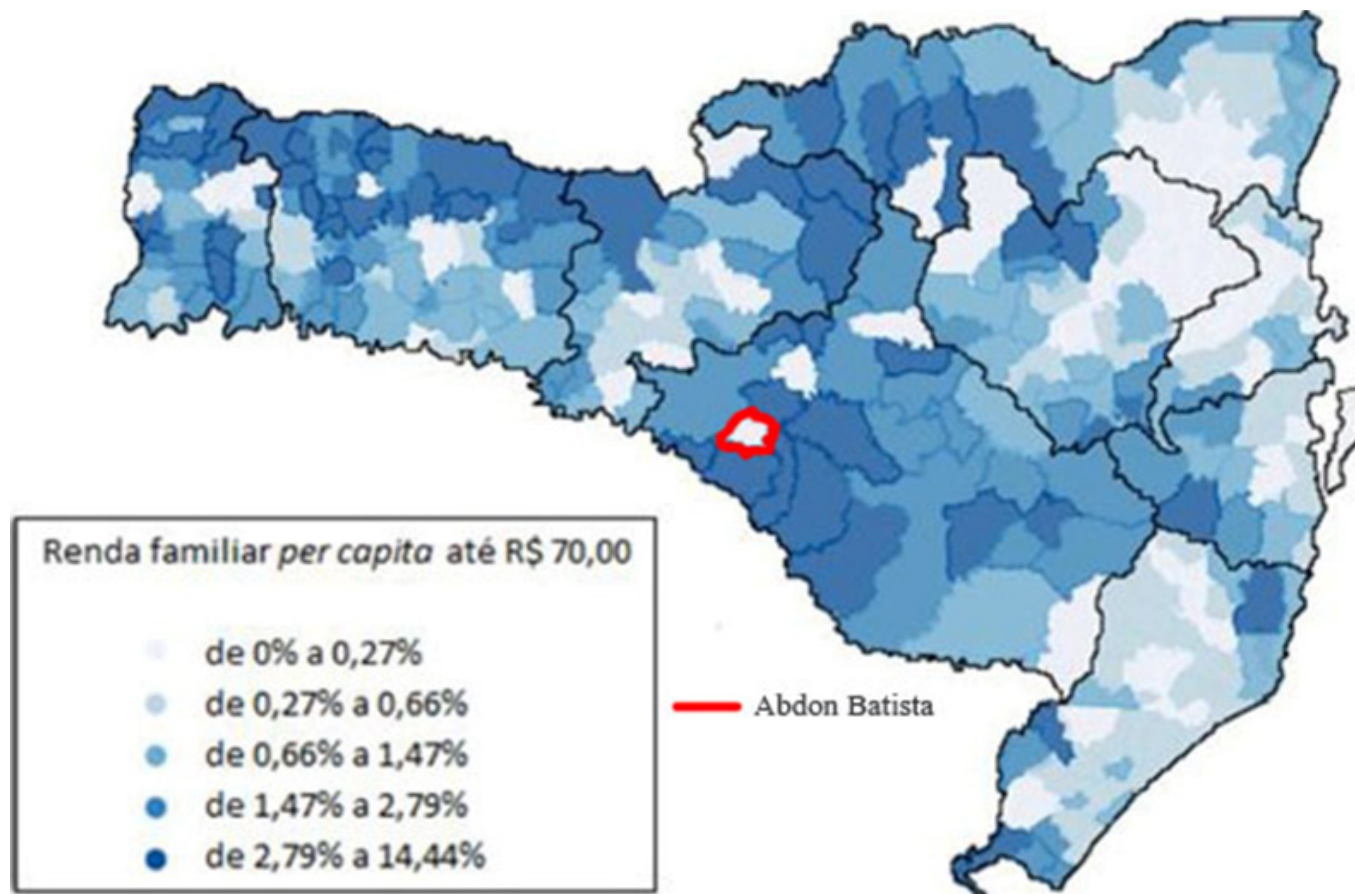 Renda familiar per capita até R$ 70,00
de 0% a 0,27%
de 0,27% a 0,66%
de 0,66% a 1,47%
de 1,47% a 2,79%
de 2,79% a 14,44%
Abdon Batista